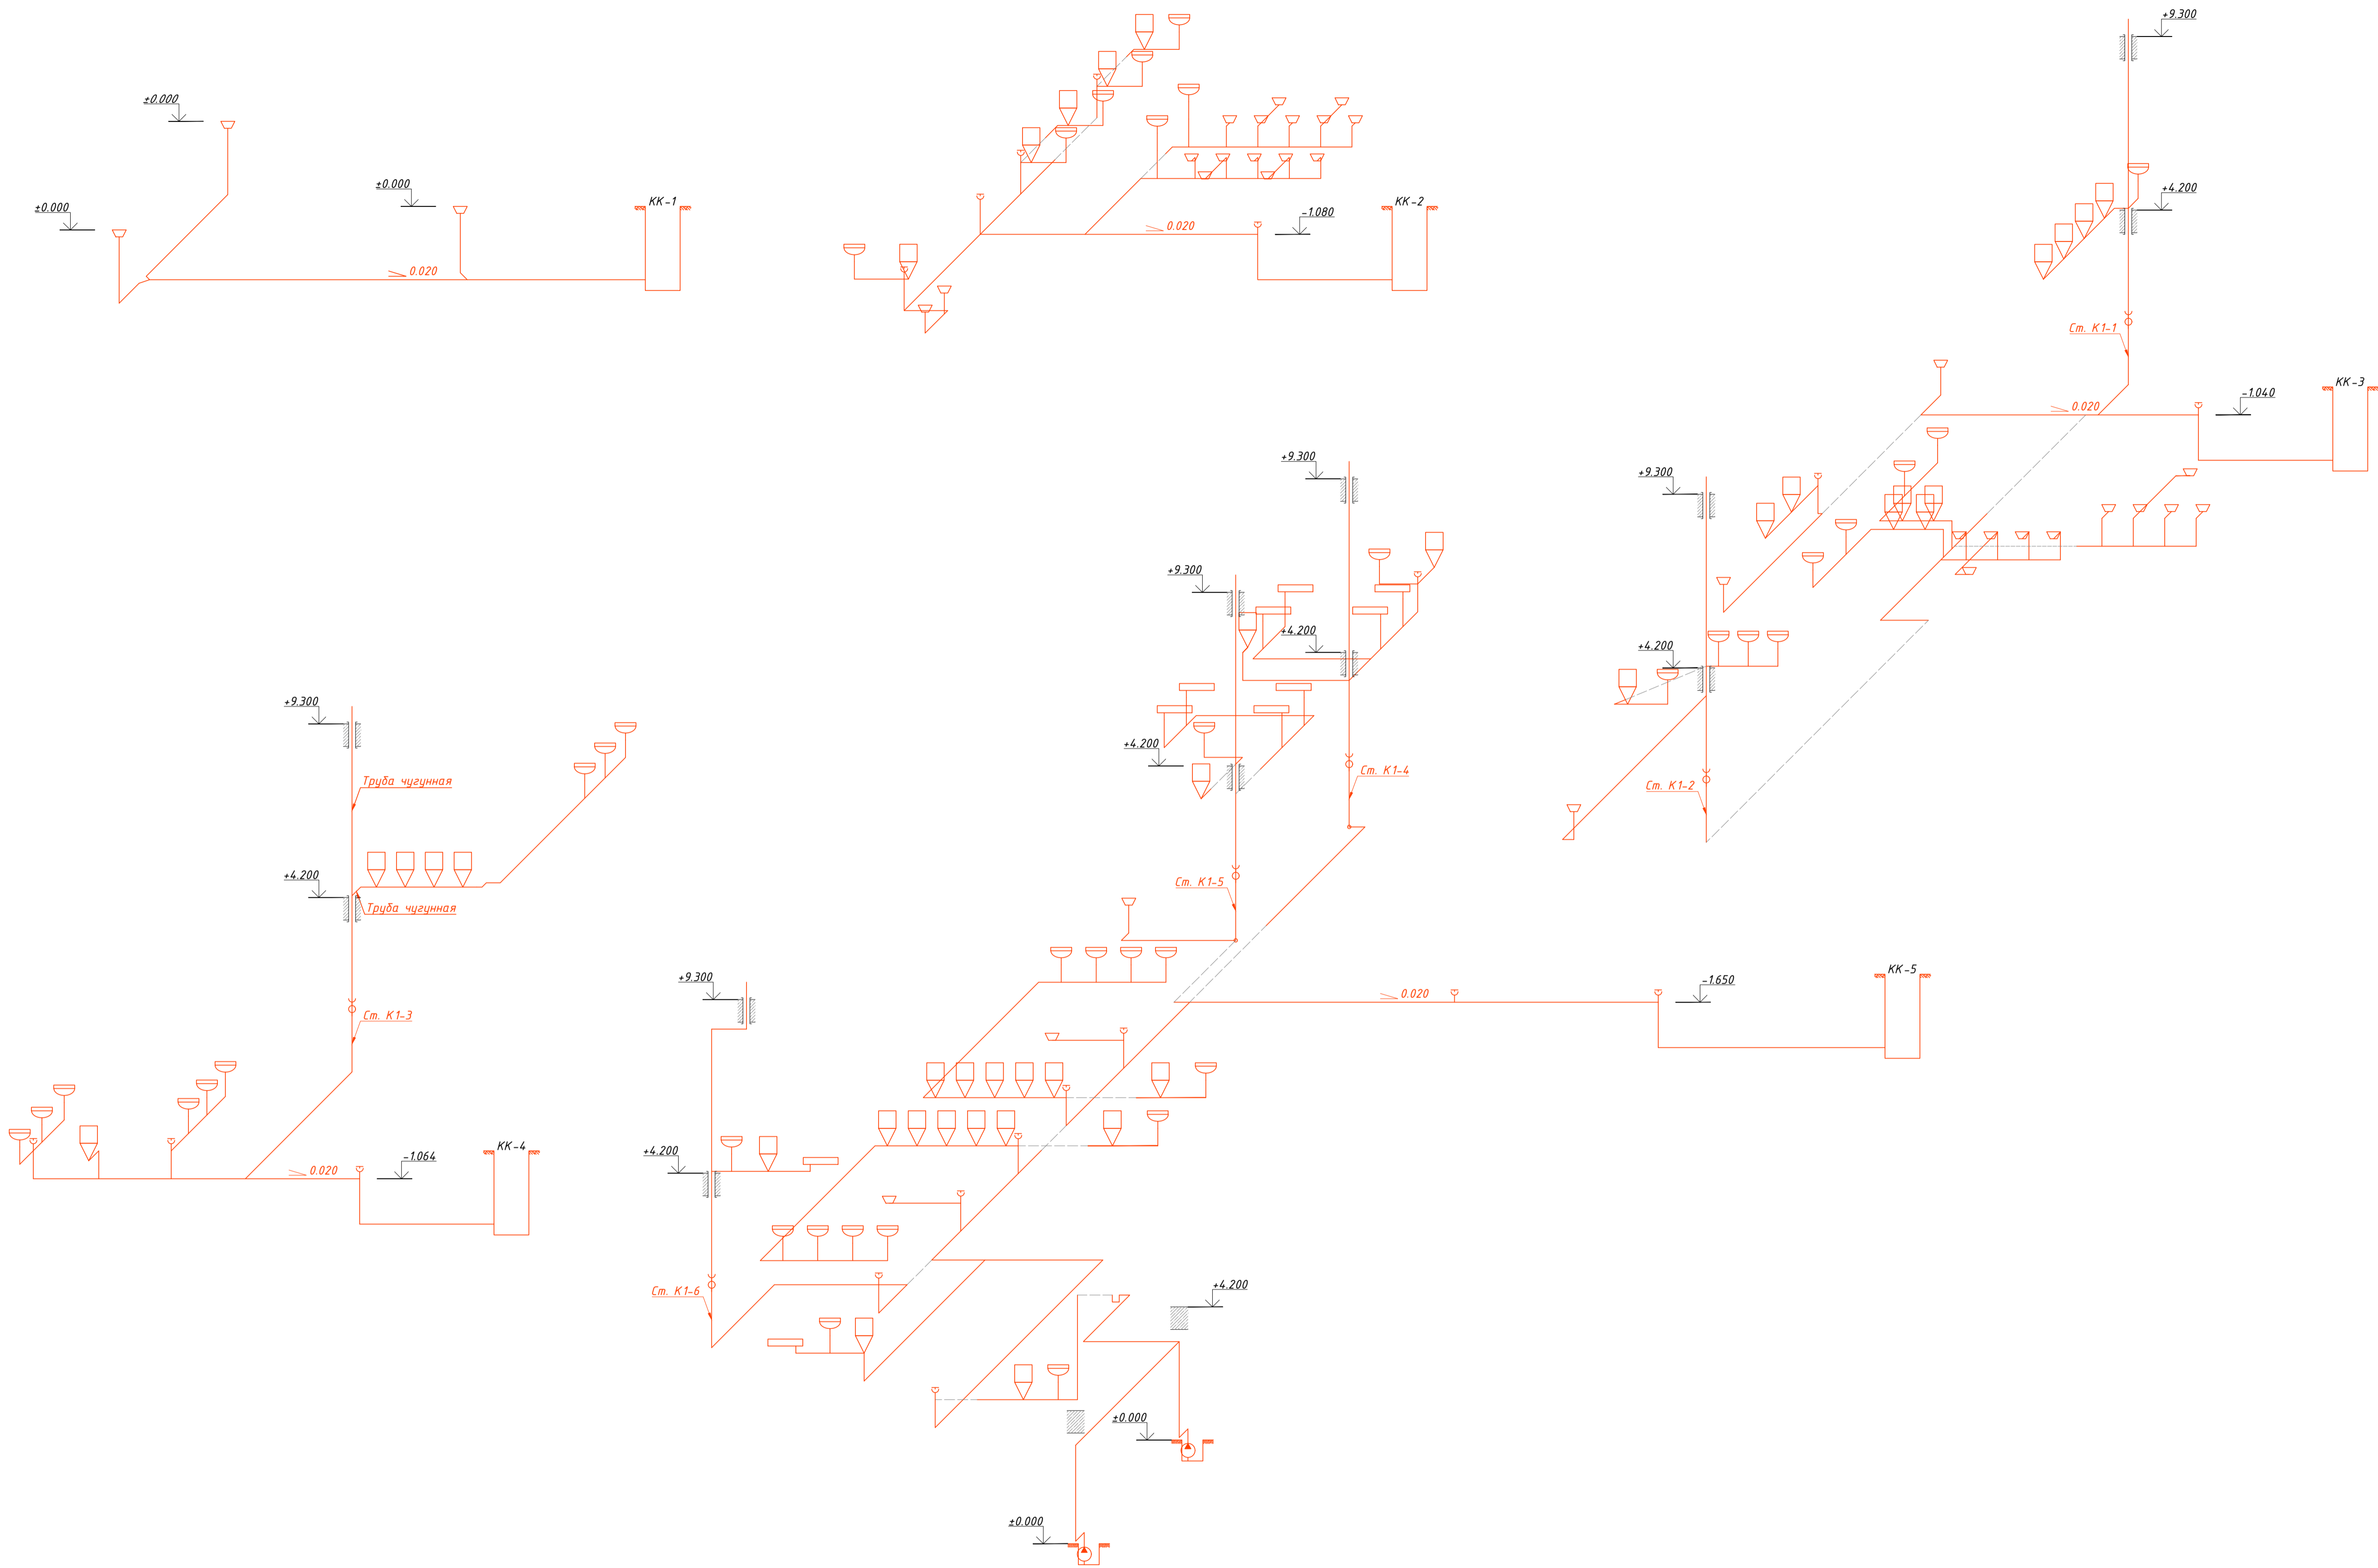 +9.300
±0.000
±0.000
±0.000
КК-1
КК-2
+4.200
-1.080
0.020
0.020
Ст. К1-1
КК-3
-1.040
0.020
+9.300
+9.300
+9.300
+4.200
+4.200
+9.300
+4.200
Труба чугунная
Ст. К1-4
Ст. К1-2
+4.200
Ст. К1-5
Труба чугунная
+9.300
КК-5
-1.650
0.020
Ст. К1-3
КК-4
+4.200
-1.064
0.020
Ст. К1-6
+4.200
±0.000
±0.000